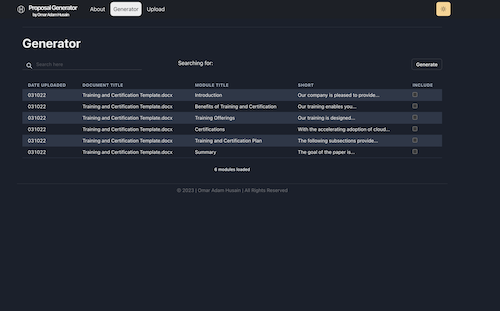 Proposal Generator
by Omar Adam Husain
About Generator Upload
Generator
Search here
Searching for:
Generate
DATE UPLOADED DOCUMENT TITLE MODULE TITLE SHORT INCLUDE
031022 Training and Certification Template.docx Introduction Our company is pleased to provide...
031022 Training and Certification Template.docx Benefits of Training and Certification Our training enables you...
031022 Training and Certification Template.docx Training Offerings Our training is designed...
031022 Training and Certification Template.docx Certifications With the accelerating adoption of cloud...
031022 Training and Certification Template.docx Training and Certification Plan The following subsections provide...
031022 Training and Certification Template.docx Summary The goal of the paper is...
6 modules loaded
© 2023 | Omar Adam Husain | All Rights Reserved